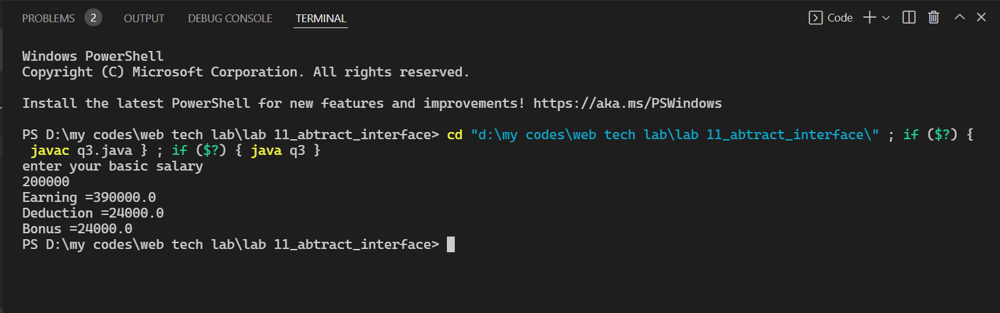 PROBLEMS 2 OUTPUT DEBUG CONSOLE TERMINAL Code
Windows PowerShell
Copyright (C) Microsoft Corporation. All rights reserved.
Install the latest PowerShell for new features and improvements! https://aka.ms/PSWindows
PS D:\my codes\web tech lab\lab 11_abtract_interface> cd "d:\my codes\web tech lab\lab 11_abtract_interface\" ; if ($?) {
javac q3.java } ; if ($?) { java q3 }
enter your basic salary
200000
Earning =390000.0
Deduction =24000.0
Bonus =24000.0
PS D:\my codes\web tech lab\lab 11_abtract_interface>